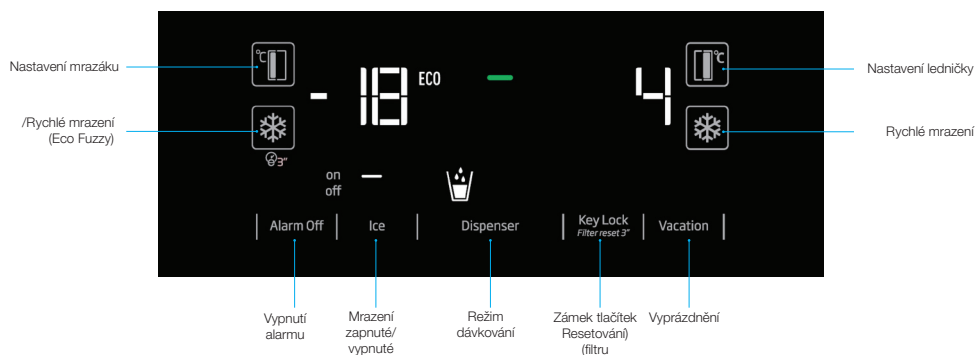 Nastavení mrazáku
/Rychlé mrazení
(Eco Fuzzy)
°C
3"
- 18 ECO
4
°C
Nastavení ledničky
Rychlé mrazení
on
off
Alarm Off
Ice
Dispenser
Key Lock
Filter reset 3"
Vacation
Vypnutí
alarmu
Mrazení
zapnuté/
vypnuté
Režim
dávkování
Zámek tlačítek
Resetování)
(filtru
Vyprázdnění